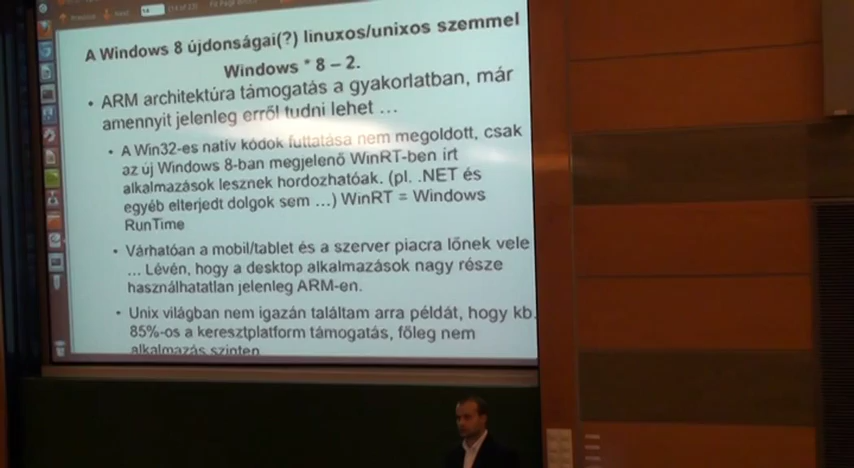 A Windows 8 újdonságai(?) linuxos/unixos szemmel
Windows * 8 – 2.
• ARM architektúra támogatás a gyakorlatban, már
amennyit jelenleg erről tudni lehet …
• A Win32-es natív kódok futtatása nem megoldott, csak
az új Windows 8-ban megjelenő WinRT-ben írt
alkalmazások lesznek hordozhatóak. (pl. .NET és
egyéb elterjedt dolgok sem …) WinRT = Windows
RunTime
• Várhatóan a mobil/tablet és a szerver piacra lőnek vele
… Lévén, hogy a desktop alkalmazások nagy része
használhatatlan jelenleg ARM-en.
• Unix világban nem igazán találtam arra példát, hogy kb.
85%-os a keresztplatform támogatás, főleg nem
alkalmazás szinten